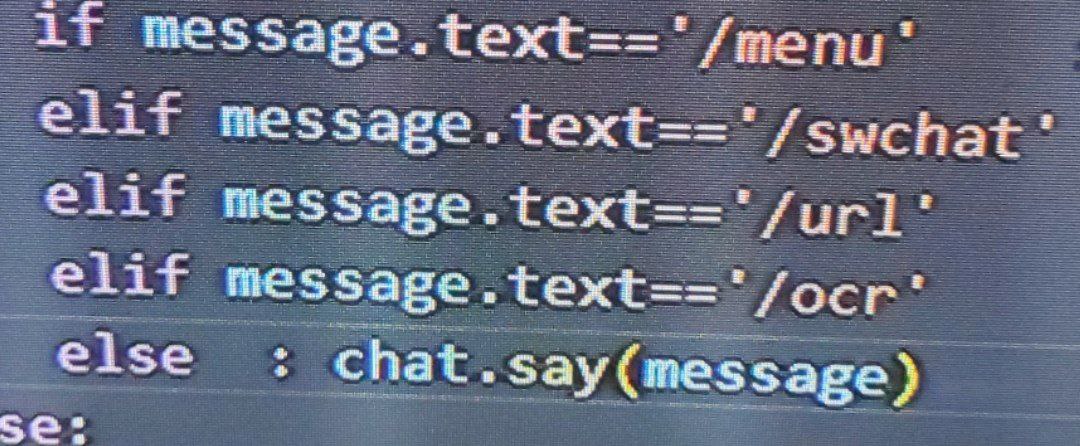 if message.text=='/menu'
elif message.text=='/swchat'
elif message.text=='/url'
elif message.text=='/ocr'
else  : chat.say(message)
se: